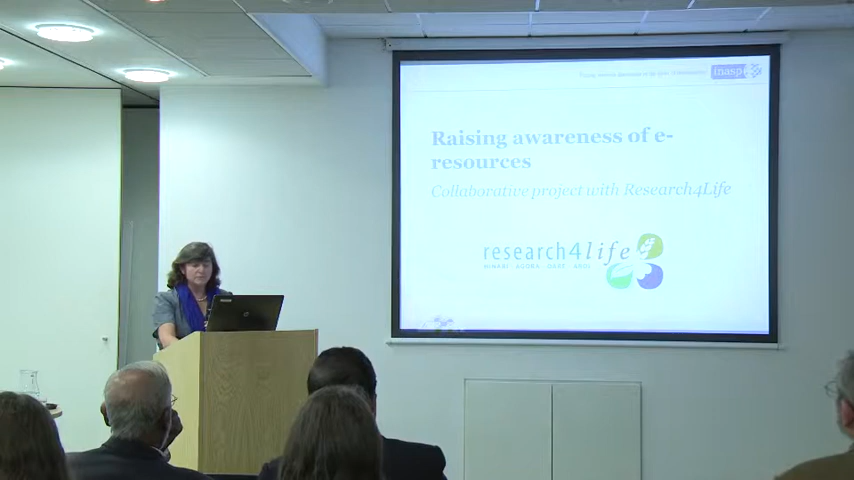 inasp
Raising awareness of e-
resources
Collaborative project with Research4Life
research4life
HINARI · AGORA · OARE · ARDI